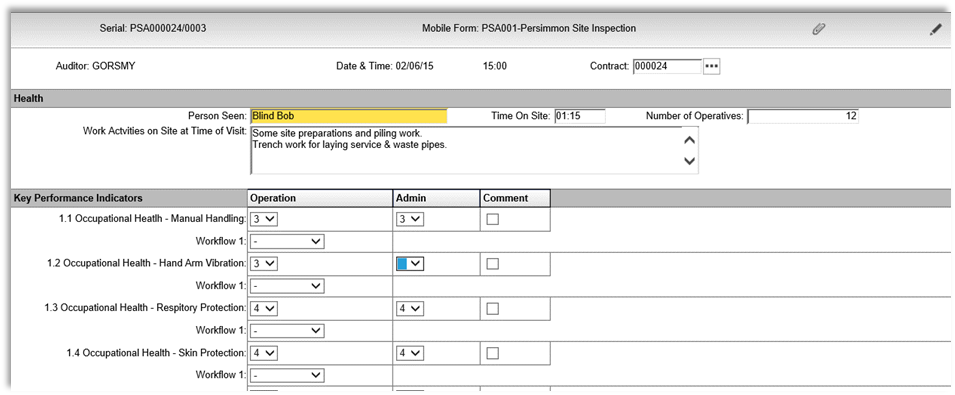 Serial: PSA000024/0003 Mobile Form: PSA001-Persimmon Site Inspection
Auditor: GORSMY Date & Time: 02/06/15 15:00 Contract: 000024 •••
Health
Person Seen: Blind Bob Time On Site: 01:15 Number of Operatives: 12
Work Actvities on Site at Time of Visit: Some site preparations and piling work.
Trench work for laying service & waste pipes.
Key Performance Indicators Operation Admin Comment
1.1 Occupational Heatlh - Manual Handling: 3 3
Workflow 1: -
1.2 Occupational Health - Hand Arm Vibration: 3
Workflow 1: -
1.3 Occupational Health - Respitory Protection: 4 4
Workflow 1: -
1.4 Occupational Health - Skin Protection: 4 4
Workflow 1: -